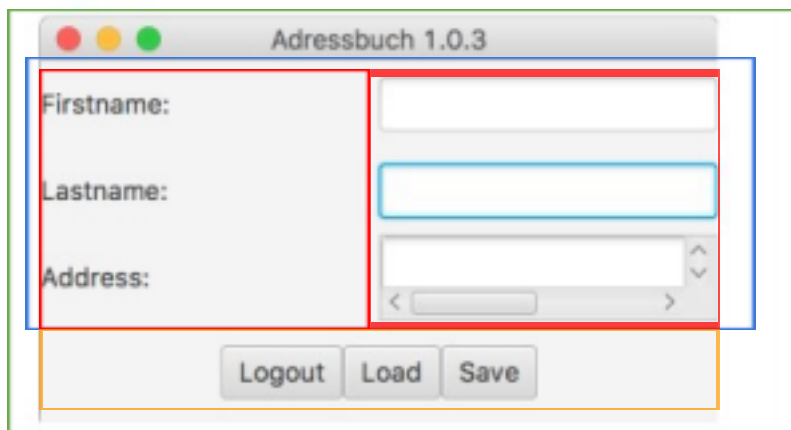 Adressbuch 1.0.3
Firstname:
Lastname:
Address:
Logout Load Save